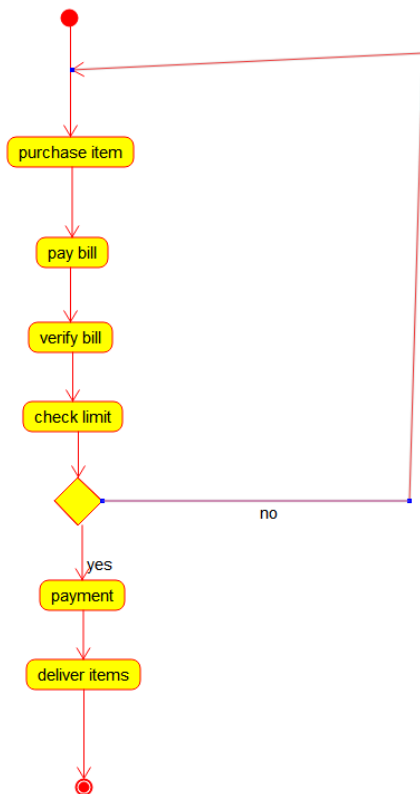 purchase item
pay bill
verify bill
check limit
no
yes
payment
deliver items